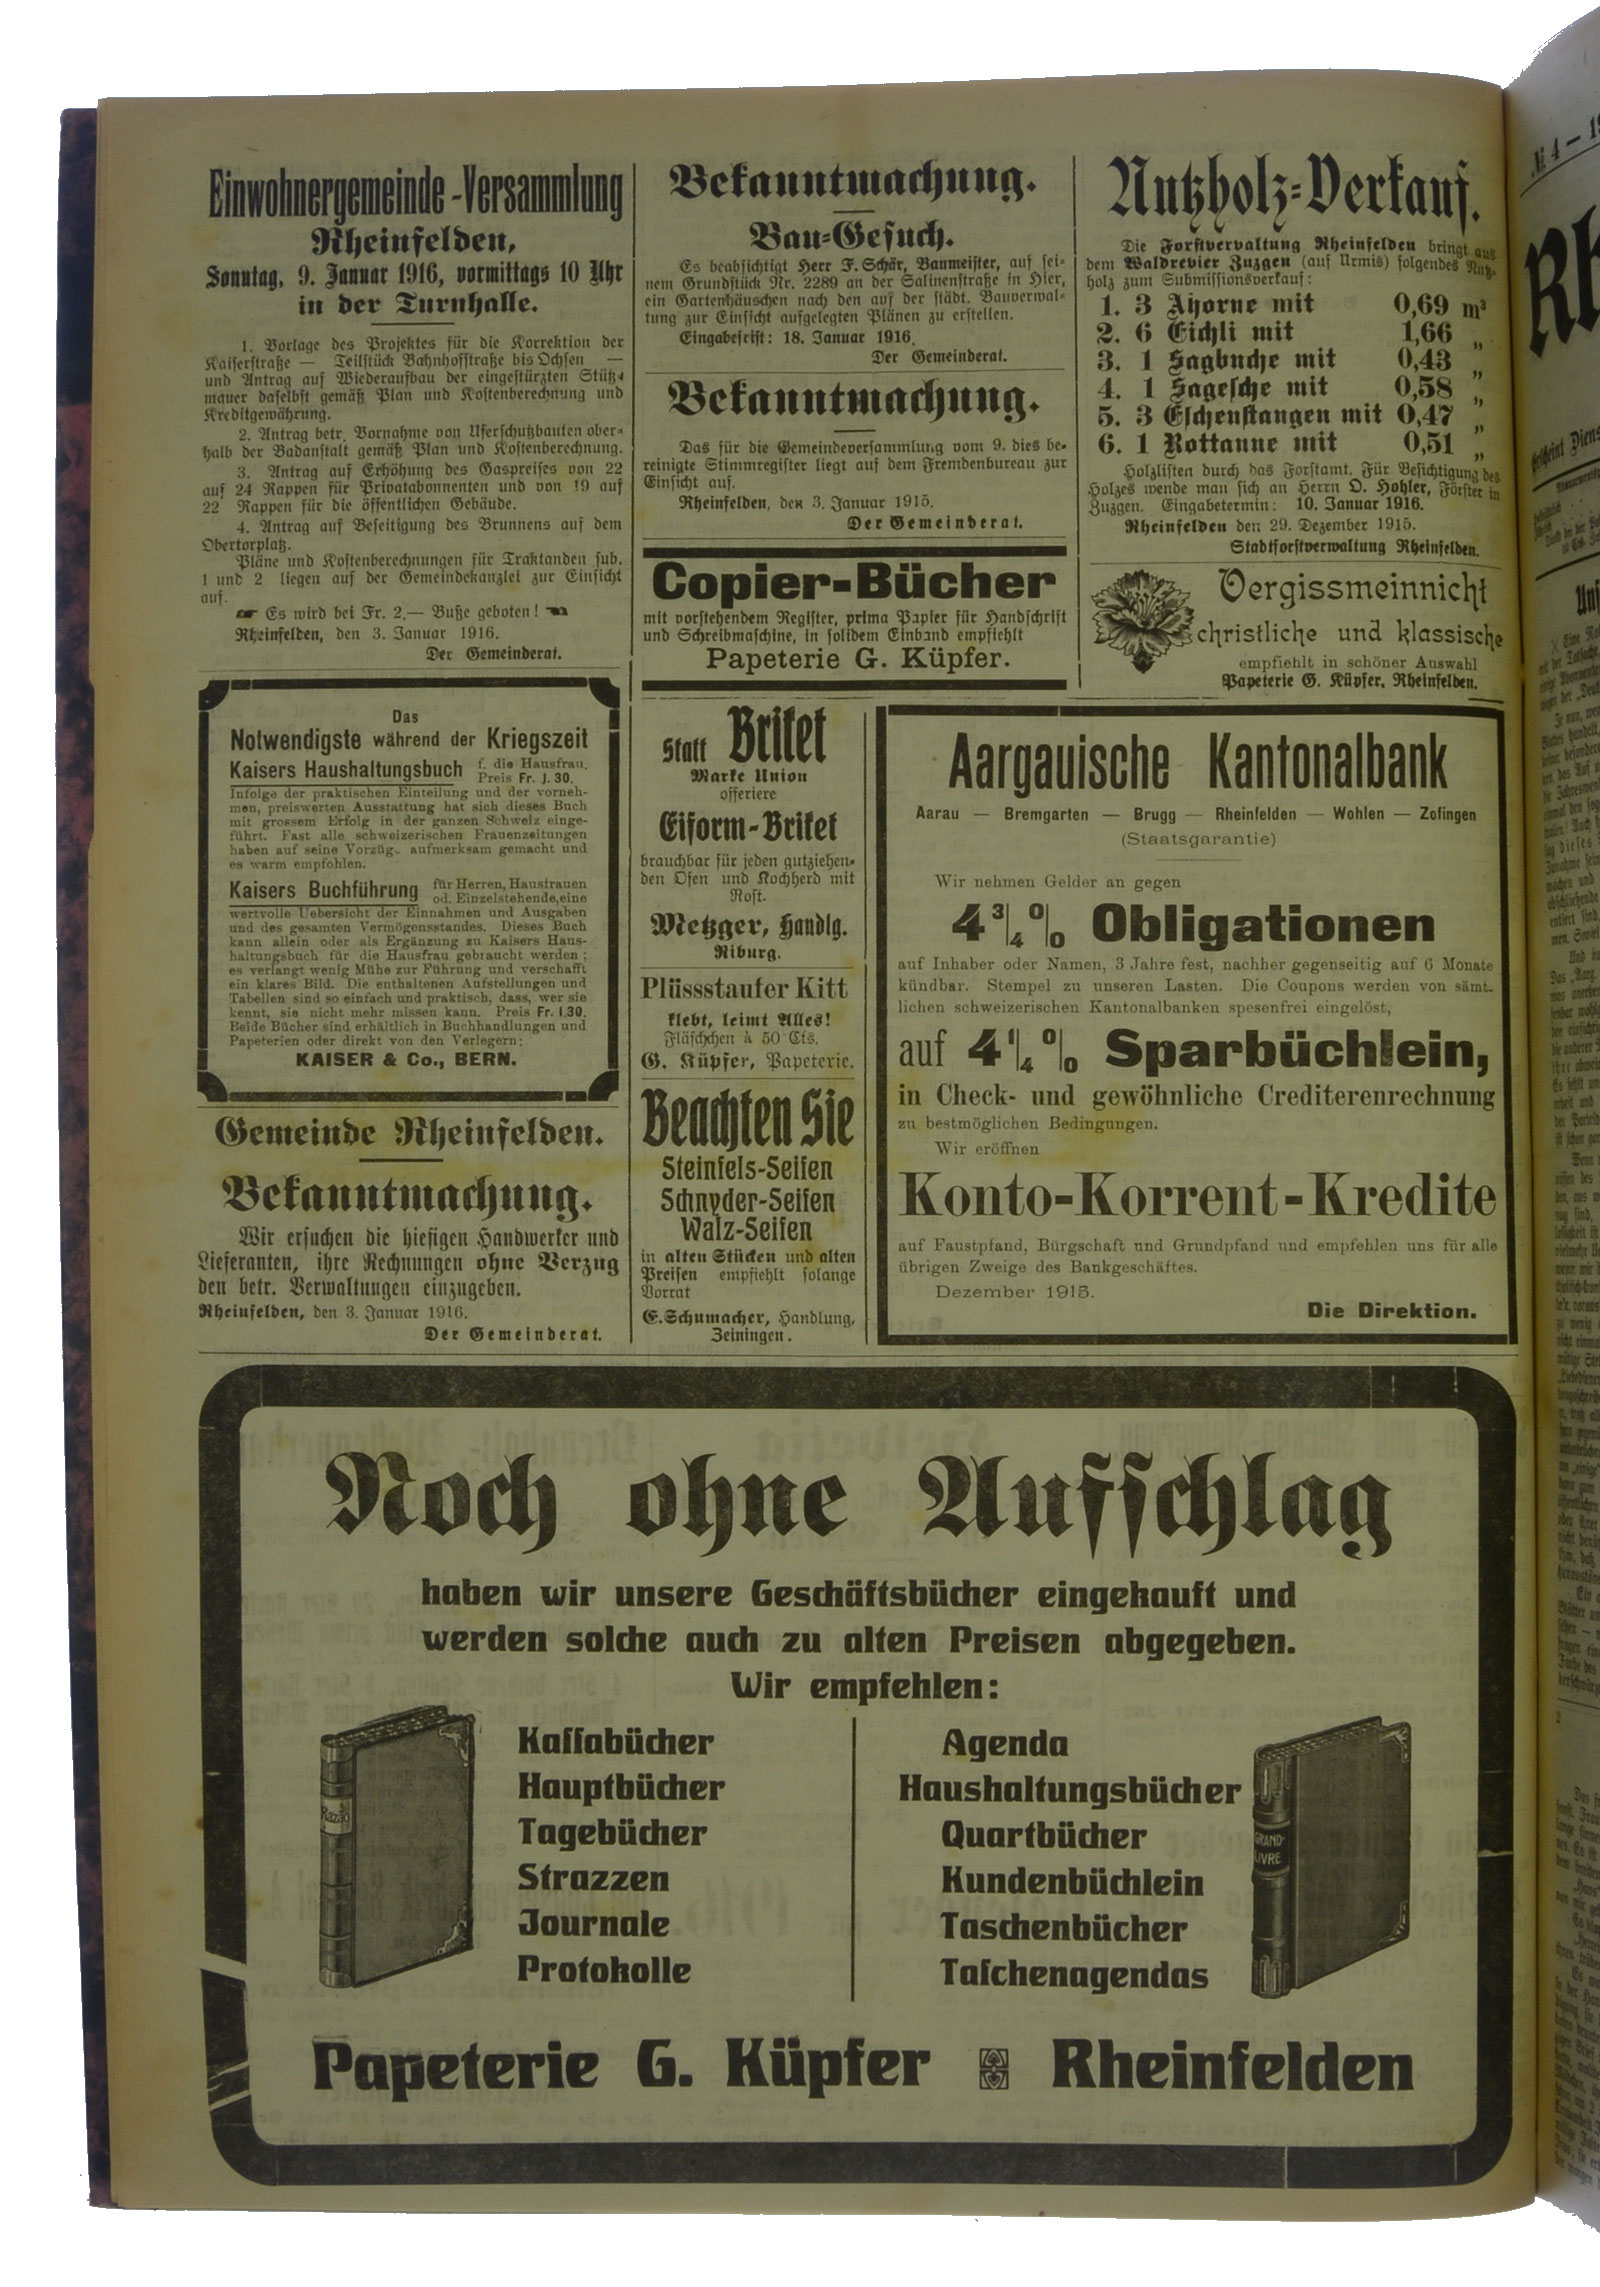 Einwohnergemeinde-Versammlung
Rheinfelden,
Sonntag, 9. Januar 1916, vormittags 10 Uhr
in der Turnhalle.
1. Vorlage des Projektes für die Korrektion der
Kaiserstraße — Teilstück Bahnhofstraße bis Ochsen —
und Antrag auf Wiederaufbau der eingestürzten Stütz-
mauer daselbst gemäß Plan und Kostenberechnung und
Kreditgewährung.
2. Antrag betr. Vornahme von Uferschutzbauten ober-
halb der Badanstalt gemäß Plan und Kostenberechnung.
3. Antrag auf Erhöhung des Gaspreises von 22
auf 24 Rappen für Privatabonnenten und von 19 auf
22 Rappen für die öffentlichen Gebäude.
4. Antrag auf Beseitigung des Brunnens auf dem
Obertorplatz.
Pläne und Kostenberechnungen für Traktanden sub.
1 und 2 liegen auf der Gemeindekanzlei zur Einsicht
auf.
☛ Es wird bei Fr. 2.— Buße geboten! ☚
Rheinfelden, den 3. Januar 1916.
Der Gemeinderat.
Das
Notwendigste während der Kriegszeit
Kaisers Haushaltungsbuch f. die Hausfrau.
Preis Fr. 1.30.
Infolge der praktischen Einteilung und der vorneh-
men, preiswerten Ausstattung hat sich dieses Buch
mit grossem Erfolg in der ganzen Schweiz einge-
führt. Fast alle schweizerischen Frauenzeitungen
haben auf seine Vorzüge aufmerksam gemacht und
es warm empfohlen.
Kaisers Buchführung für Herren, Hausfrauen
od. Einzelstehende, eine
wertvolle Uebersicht der Einnahmen und Ausgaben
und des gesamten Vermögensstandes. Dieses Buch
kann allein oder als Ergänzung zu Kaisers Haus-
haltungsbuch für die Hausfrau gebraucht werden;
es verlangt wenig Mühe zur Führung und verschafft
ein klares Bild. Die enthaltenen Aufstellungen und
Tabellen sind so einfach und praktisch, dass, wer sie
kennt, sie nicht mehr missen kann. Preis Fr. 1.30.
Beide Bücher sind erhältlich in Buchhandlungen und
Papeterien oder direkt von den Verlegern:
KAISER & Co., BERN.
Gemeinde Rheinfelden.
Bekanntmachung.
Wir ersuchen die hiesigen Handwerker und
Lieferanten, ihre Rechnungen ohne Verzug
den betr. Verwaltungen einzugeben.
Rheinfelden, den 3. Januar 1916.
Der Gemeinderat.
Bekanntmachung.
Bau-Gesuch.
Es beabsichtigt Herr F. Schär, Baumeister, auf sei-
nem Grundstück Nr. 2289 an der Salinenstraße in Hier,
ein Gartenhäuschen nach den auf der städt. Bauverwal-
tung zur Einsicht aufgelegten Plänen zu erstellen.
Eingabefrist: 18. Januar 1916.
Der Gemeinderat.
Bekanntmachung.
Das für die Gemeindeversammlung vom 9. dies be-
reinigte Stimmregister liegt auf dem Fremdenbureau zur
Einsicht auf.
Rheinfelden, den 3. Januar 1915.
Der Gemeinderat.
Copier-Bücher
mit vorstehendem Register, prima Papier für Handschrift
und Schreibmaschine, in solidem Einband empfiehlt
Papeterie G. Küpfer.
Nutzholz-Verkauf.
Die Forstverwaltung Rheinfelden bringt aus
dem Waldrevier Zuzgen (auf Urmis) folgendes Nutz-
holz zum Submissionsverkauf:
1. 3 Ahorne mit 0,69 m³
2. 6 Eichli mit 1,66 „
3. 1 Sagbuche mit 0,43 „
4. 1 Sagesche mit 0,58 „
5. 3 Eschenstangen mit 0,47 „
6. 1 Rottanne mit 0,51 „
Holzlisten durch das Forstamt. Für Besichtigung des
Holzes wende man sich an Herrn O. Hohler, Förster in
Zuzgen. Eingabetermin: 10. Januar 1916.
Rheinfelden den 29. Dezember 1915.
Stadtforstverwaltung Rheinfelden.
Vergissmeinnicht
christliche und klassische
empfiehlt in schöner Auswahl
Papeterie G. Küpfer, Rheinfelden.
Statt Briket
Marke Union
offeriere
Eiform-Briket
brauchbar für jeden gutziehen-
den Ofen und Kochherd mit
Rost.
Metzger, Handlg.
Riburg.
Plüssstaufer Kitt
klebt, leimt Alles!
Fläschchen à 50 Cts.
G. Küpfer, Papeterie.
Beachten Sie
Steinfels-Seifen
Schnyder-Seifen
Walz-Seifen
in alten Stücken und alten
Preisen empfiehlt solange
Vorrat
E. Schumacher, Handlung,
Zeiningen.
Aargauische Kantonalbank
Aarau — Bremgarten — Brugg — Rheinfelden — Wohlen — Zofingen
(Staatsgarantie)
Wir nehmen Gelder an gegen
4¾ % Obligationen
auf Inhaber oder Namen, 3 Jahre fest, nachher gegenseitig auf 6 Monate
kündbar. Stempel zu unseren Lasten. Die Coupons werden von sämt-
lichen schweizerischen Kantonalbanken spesenfrei eingelöst,
auf 4¼ % Sparbüchlein,
in Check- und gewöhnliche Crediterenrechnung
zu bestmöglichen Bedingungen.
Wir eröffnen
Konto-Korrent-Kredite
auf Faustpfand, Bürgschaft und Grundpfand und empfehlen uns für alle
übrigen Zweige des Bankgeschäftes.
Dezember 1915.
Die Direktion.
Noch ohne Aufschlag
haben wir unsere Geschäftsbücher eingekauft und
werden solche auch zu alten Preisen abgegeben.
Wir empfehlen:
Kassabücher
Hauptbücher
Tagebücher
Strazzen
Journale
Protokolle
Agenda
Haushaltungsbücher
Quartbücher
Kundenbüchlein
Taschenbücher
Taschenagendas
Razão
GRAND-
LIVRE
Papeterie G. Küpfer Rheinfelden
№ 4 —